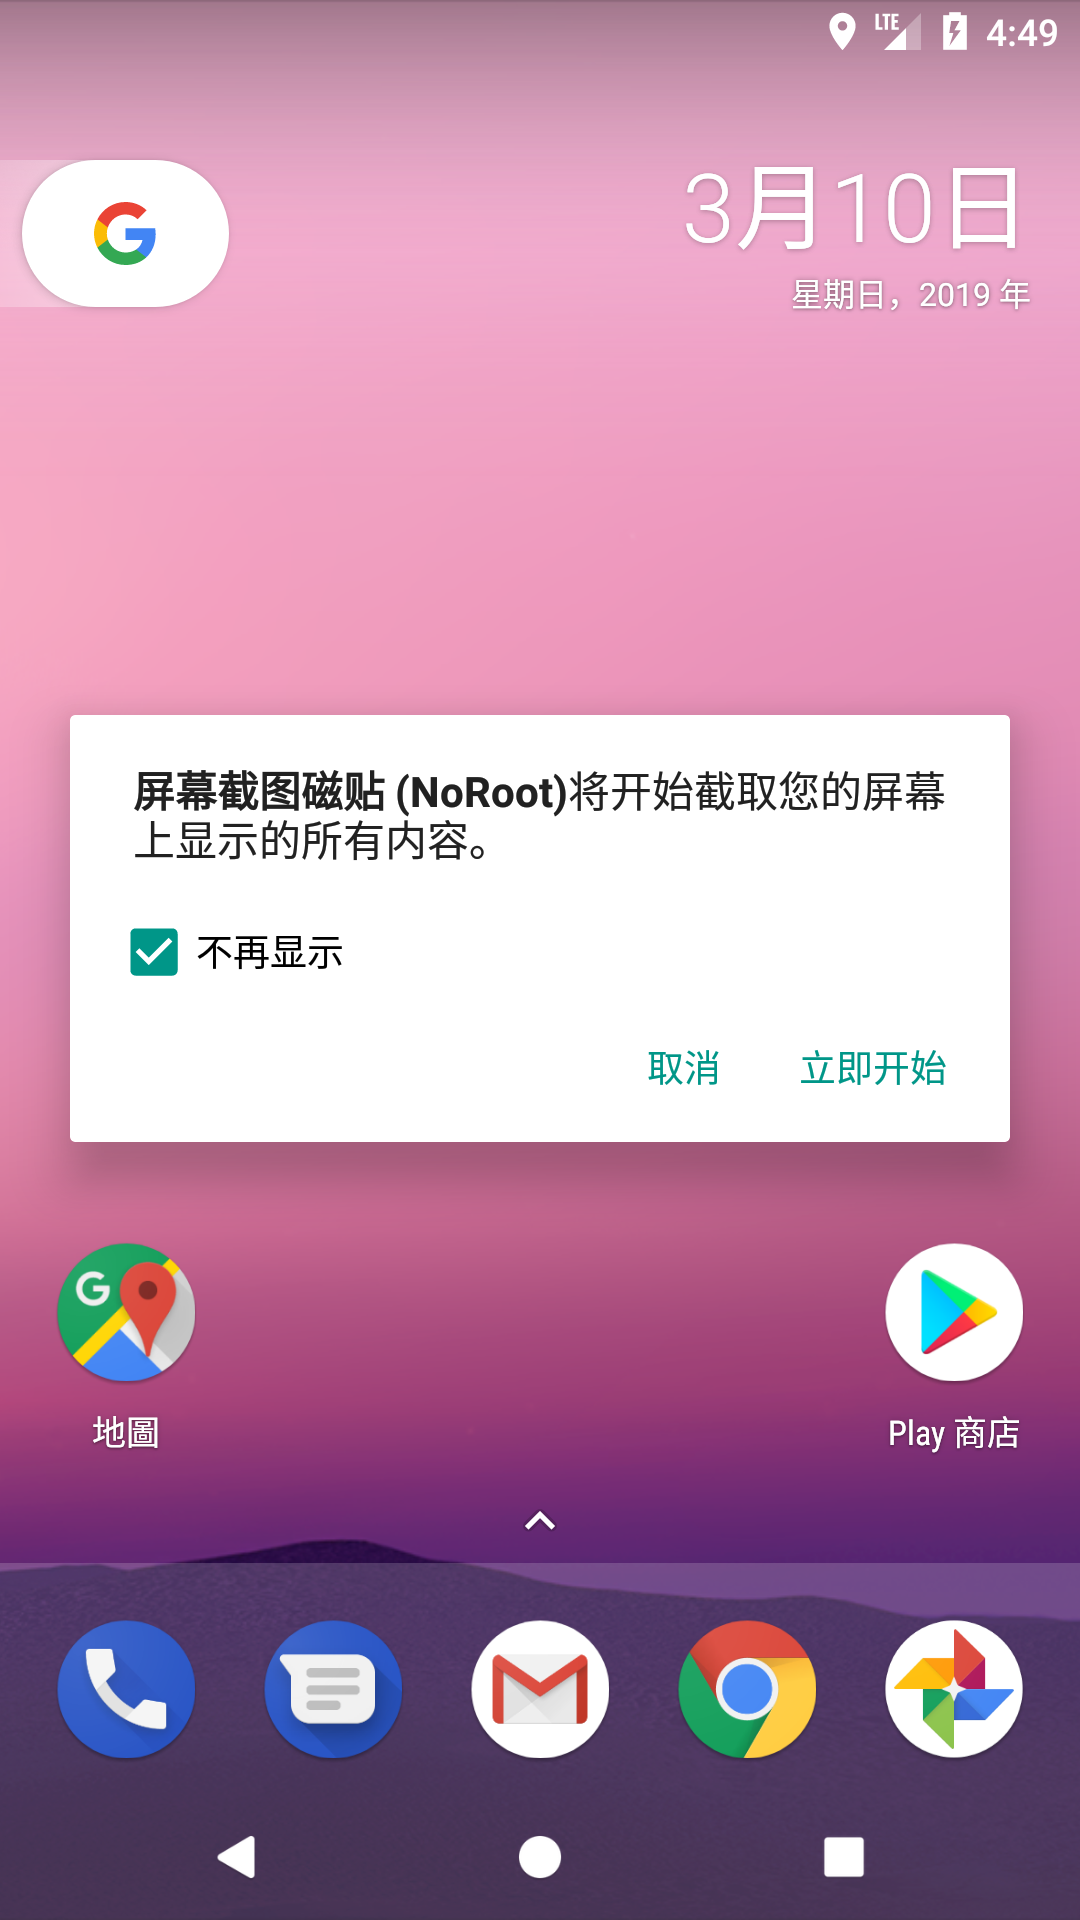 LTE 4:49
3月10日
星期日，2019 年
屏幕截图磁贴 (NoRoot)将开始截取您的屏幕
上显示的所有内容。
不再显示
取消 立即开始
地圖
Play 商店